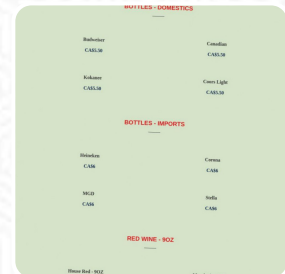 BOTTLES - DOMESTICS
Budweiser
Canadian
CA$5.50
CA$5.50
Kokanee
Coors Light
CA$5.50
CA$5.50
BOTTLES - IMPORTS
Heineken
Corona
CA$6
CA$6
MGD
Stella
CA$6
CA$6
RED WINE - 9OZ
House Red - 9OZ